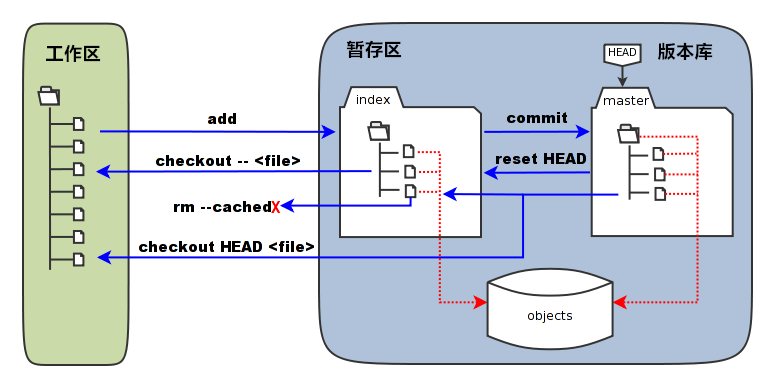 工作区
暂存区
HEAD
版本库
index
master
add
commit
checkout -- <file>
reset HEAD
rm --cached
X
checkout HEAD <file>
objects